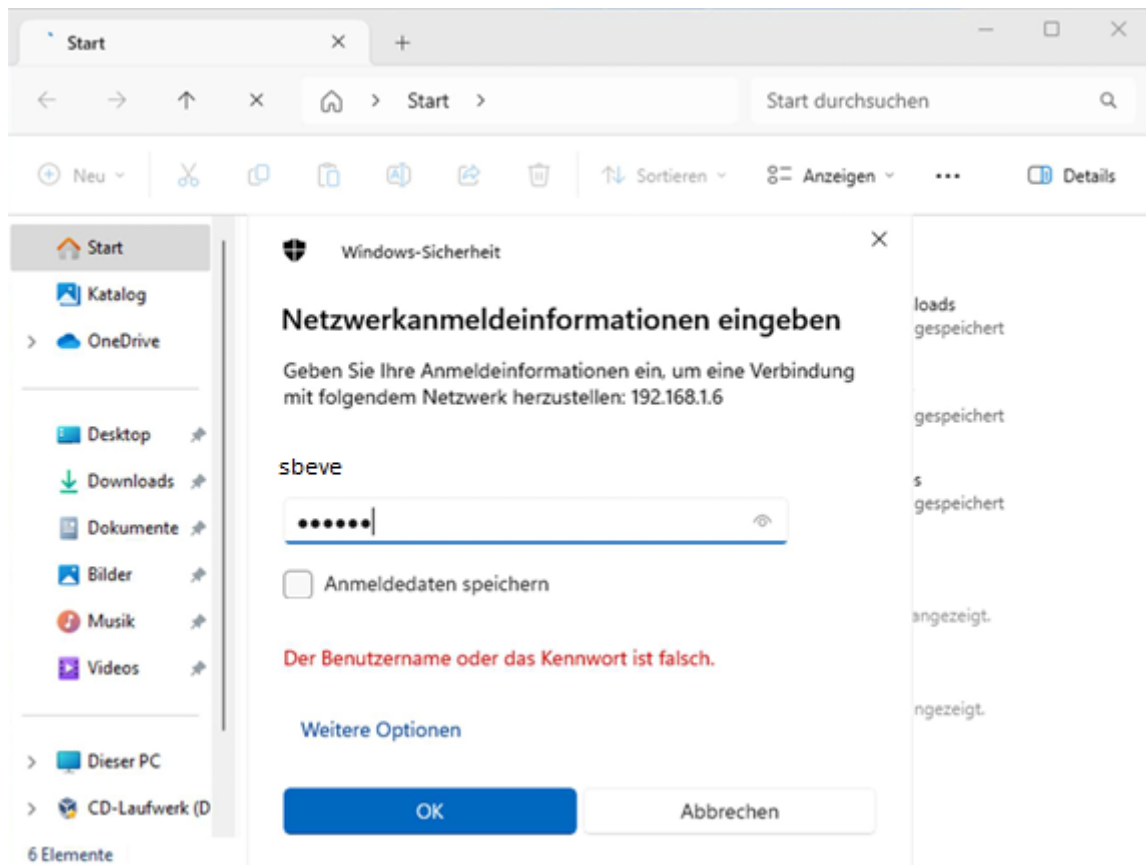 Start
Start
Start durchsuchen
Neu
Sortieren
Anzeigen
Details
Start
Katalog
OneDrive
Desktop
Downloads
Dokumente
Bilder
Musik
Videos
Dieser PC
CD-Laufwerk (D
6 Elemente
Windows-Sicherheit
Netzwerkanmeldeinformationen eingeben
Geben Sie Ihre Anmeldeinformationen ein, um eine Verbindung
mit folgendem Netzwerk herzustellen: 192.168.1.6
sbeve
••••••
Anmeldedaten speichern
Der Benutzername oder das Kennwort ist falsch.
Weitere Optionen
OK
Abbrechen
loads
gespeichert
gespeichert
s
gespeichert
angezeigt.
ngezeigt.